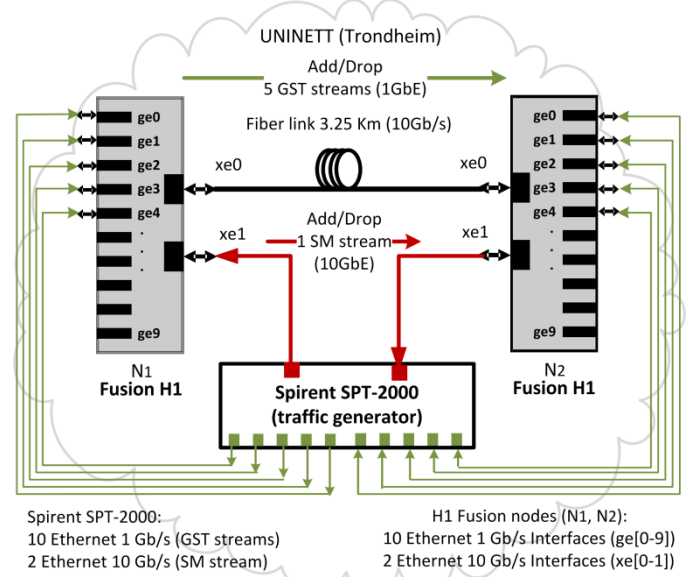 UNINETT (Trondheim)
Add/Drop
5 GST streams (1GbE)
Fiber link 3.25 Km (10Gb/s)
ge0
ge1
ge2
ge3
ge4
.
.
.
ge9
xe0
xe1
N1
Fusion H1
Add/Drop
1 SM stream
(10GbE)
xe0
xe1
ge0
ge1
ge2
ge3
ge4
.
.
.
ge9
N2
Fusion H1
Spirent SPT-2000
(traffic generator)
Spirent SPT-2000:
10 Ethernet 1 Gb/s (GST streams)
2 Ethernet 10 Gb/s (SM stream)
H1 Fusion nodes (N1, N2):
10 Ethernet 1 Gb/s Interfaces (ge[0-9])
2 Ethernet 10 Gb/s Interfaces (xe[0-1])